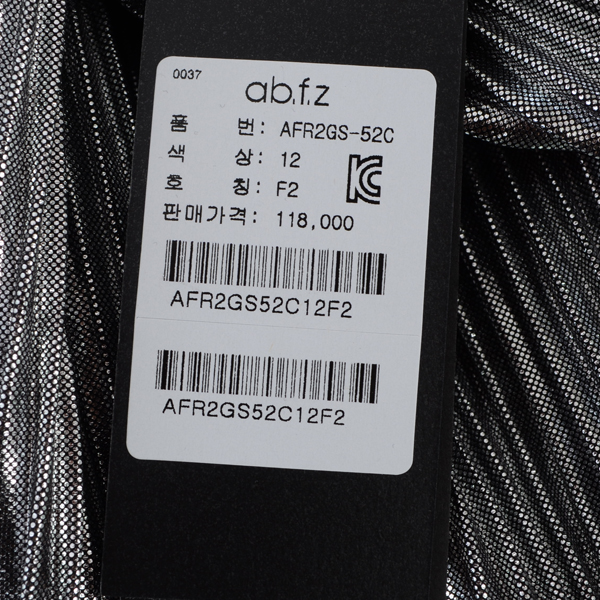 0037
ab.f.z
품 번: AFR2GS-52C
색 상: 12
호 칭: F2
판매가격: 118,000
AFR2GS52C12F2
AFR2GS52C12F2